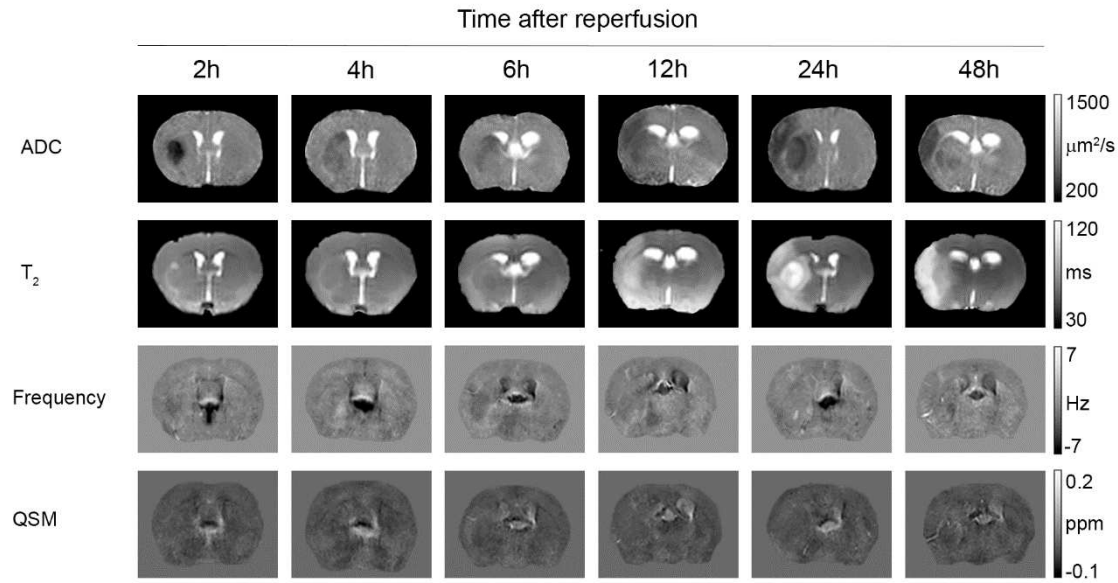 Time after reperfusion
2h 4h 6h 12h 24h 48h
ADC
1500
μm²/s
200
T₂
120
ms
30
Frequency
7
Hz
-7
QSM
0.2
ppm
-0.1